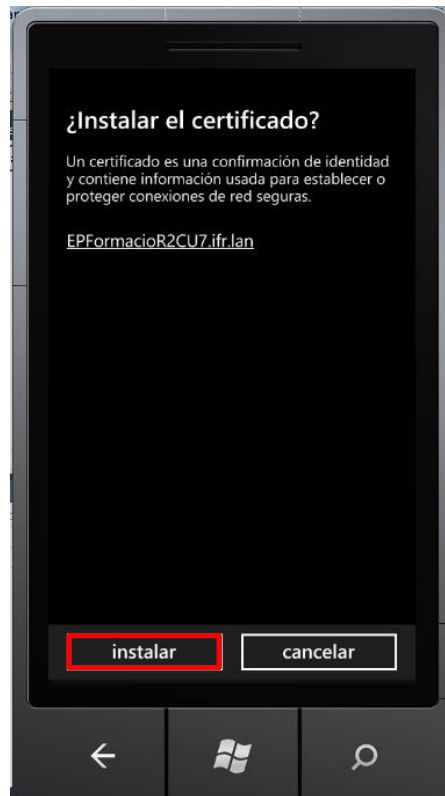 ¿Instalar el certificado?
Un certificado es una confirmación de identidad
y contiene información usada para establecer o
proteger conexiones de red seguras.
EPFormacioR2CU7.ifr.lan
instalar
cancelar